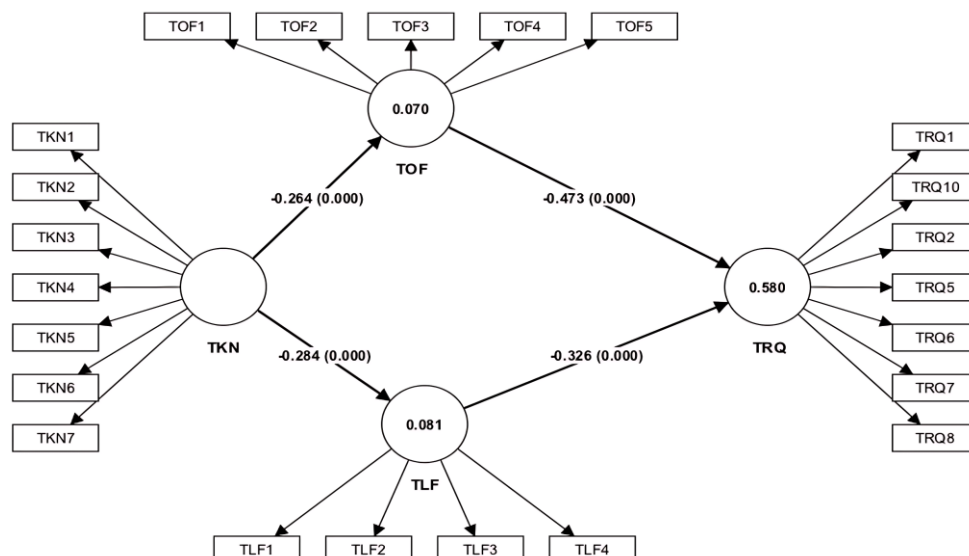 TOF1
TOF2
TOF3
TOF4
TOF5
0.070
TOF
TKN1
TKN2
TKN3
TKN4
TKN5
TKN6
TKN7
-0.264 (0.000)
-0.473 (0.000)
TRQ1
TRQ10
TRQ2
TRQ5
TRQ6
TRQ7
TRQ8
TKN
0.580
TRQ
-0.284 (0.000)
-0.326 (0.000)
0.081
TLF
TLF1
TLF2
TLF3
TLF4